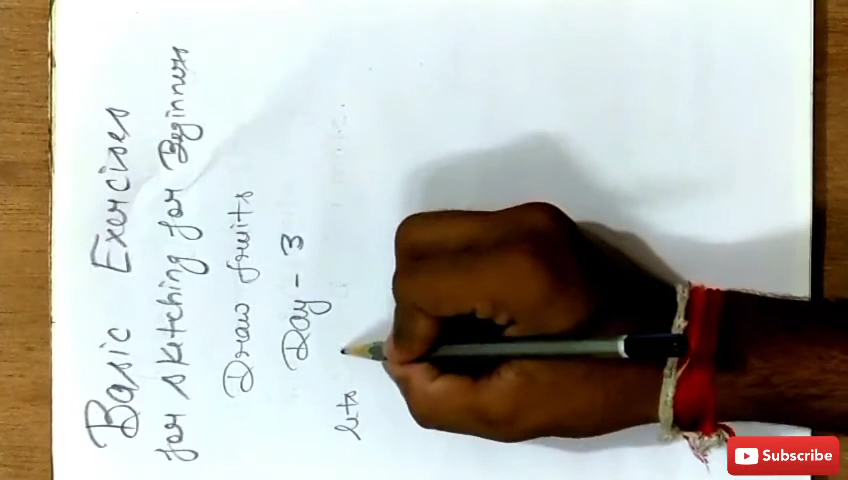 Basic Exercises
for sketching for Beginners
Draw fruits
Day - 3
lets
Subscribe